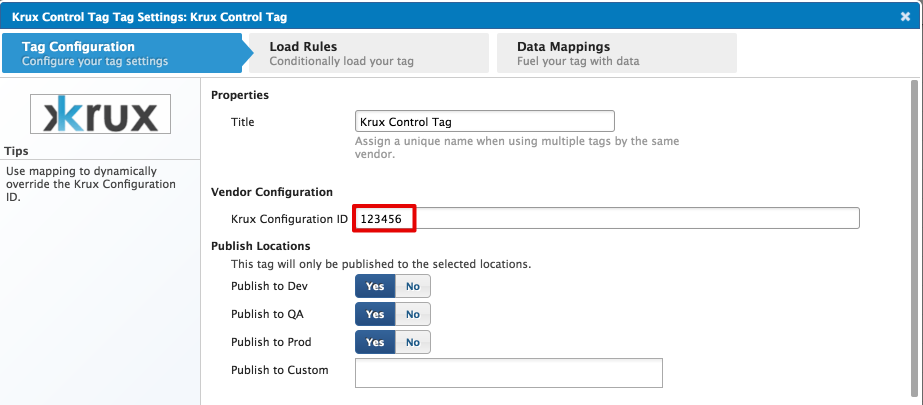 Krux Control Tag Tag Settings: Krux Control Tag
Tag Configuration
Configure your tag settings
Load Rules
Conditionally load your tag
Data Mappings
Fuel your tag with data
krux
Tips
Use mapping to dynamically
override the Krux Configuration
ID.
Properties
Title Krux Control Tag
Assign a unique name when using multiple tags by the same
vendor.
Vendor Configuration
Krux Configuration ID 123456
Publish Locations
This tag will only be published to the selected locations.
Publish to Dev Yes No
Publish to QA Yes No
Publish to Prod Yes No
Publish to Custom